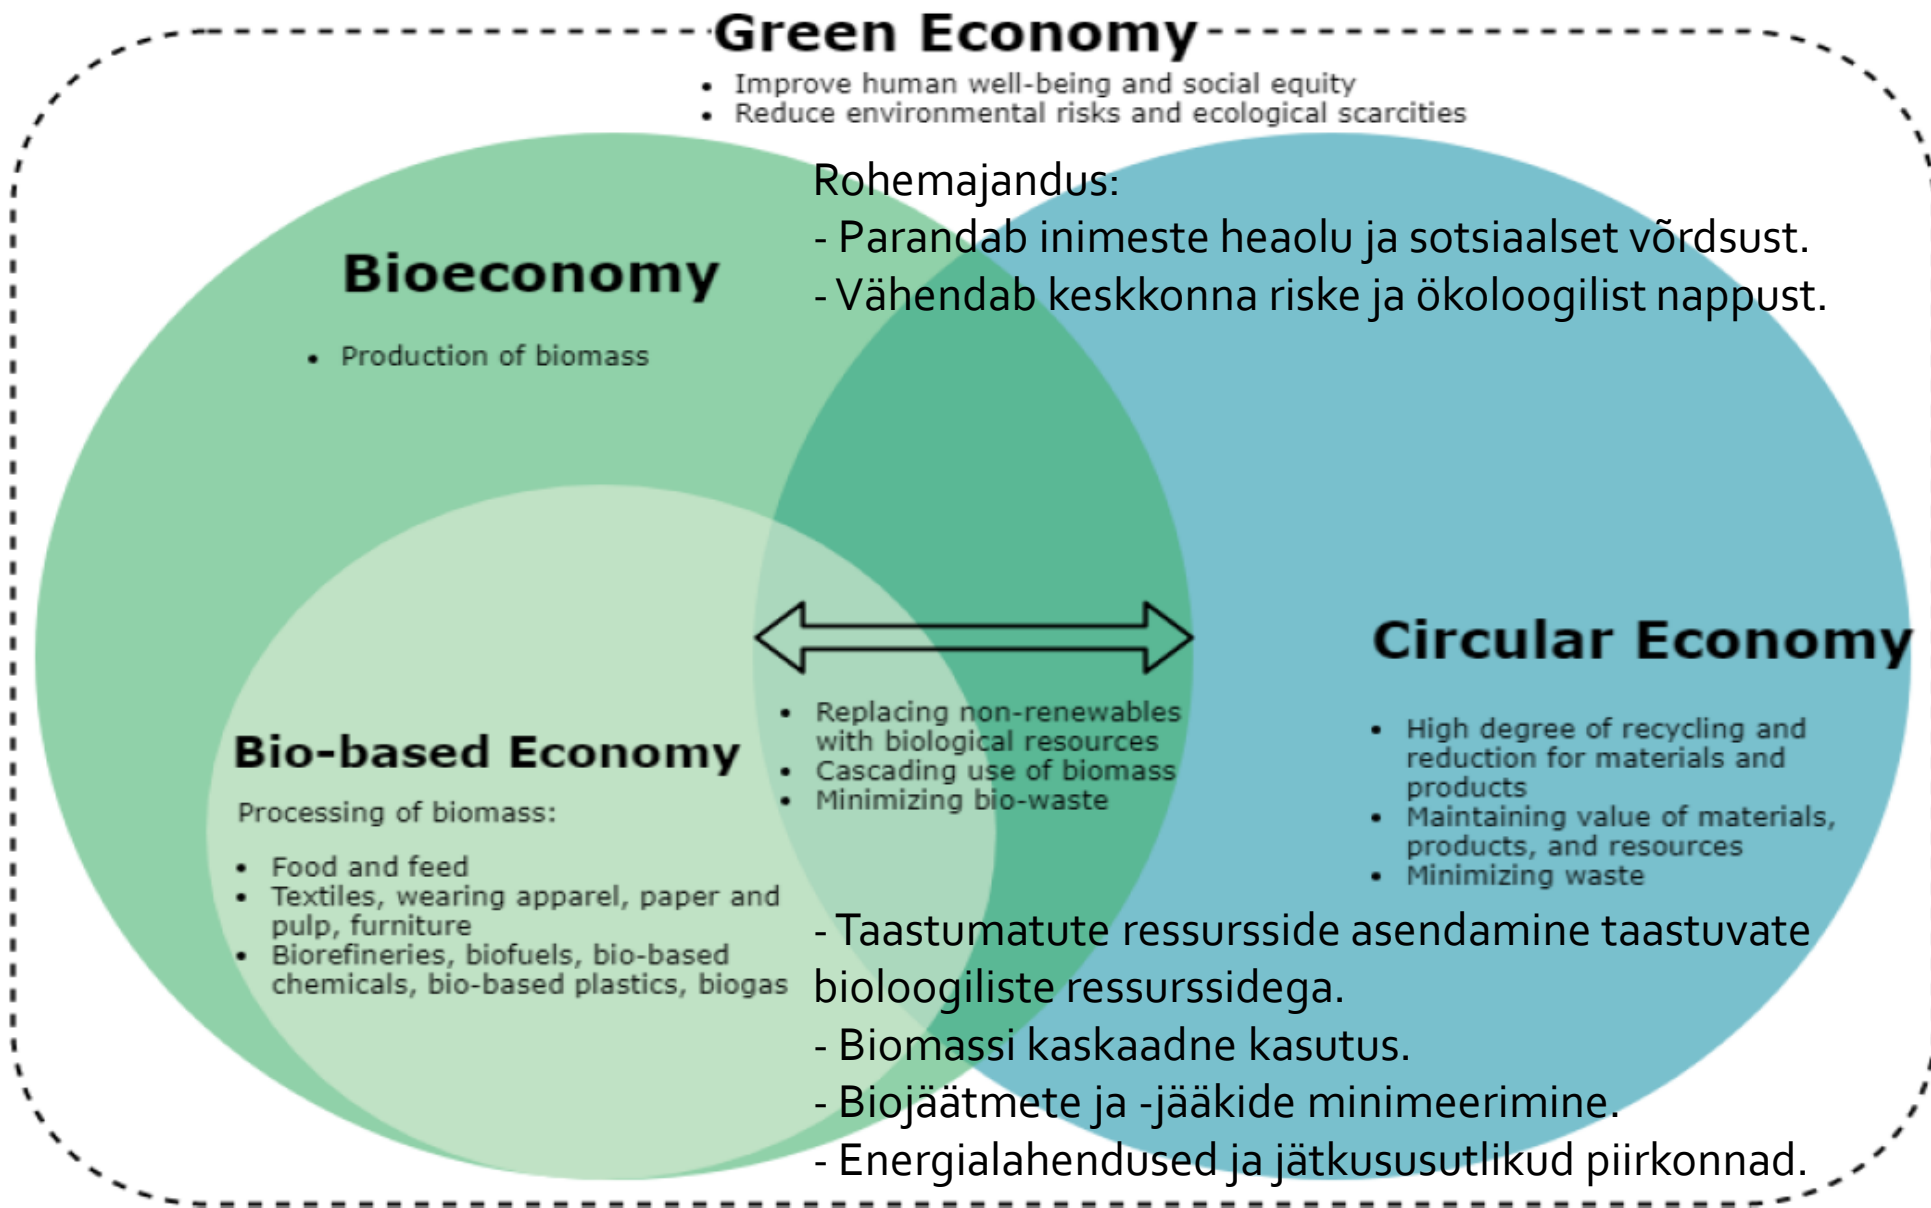 Green Economy
• Improve human well-being and social equity
• Reduce environmental risks and ecological scarcities
Rohemajandus:
- Parandab inimeste heaolu ja sotsiaalset võrdsust.
- Vähendab keskkonna riske ja ökoloogilist nappust.
Bioeconomy
• Production of biomass
Bio-based Economy
Processing of biomass:
• Food and feed
• Textiles, wearing apparel, paper and
pulp, furniture
• Biorefineries, biofuels, bio-based
chemicals, bio-based plastics, biogas
• Replacing non-renewables
with biological resources
• Cascading use of biomass
• Minimizing bio-waste
Circular Economy
• High degree of recycling and
reduction for materials and
products
• Maintaining value of materials,
products, and resources
• Minimizing waste
- Taastumatute ressursside asendamine taastuvate
bioloogiliste ressurssidega.
- Biomassi kaskaadne kasutus.
- Biojäätmete ja -jääkide minimeerimine.
- Energialahendused ja jätkususutlikud piirkonnad.